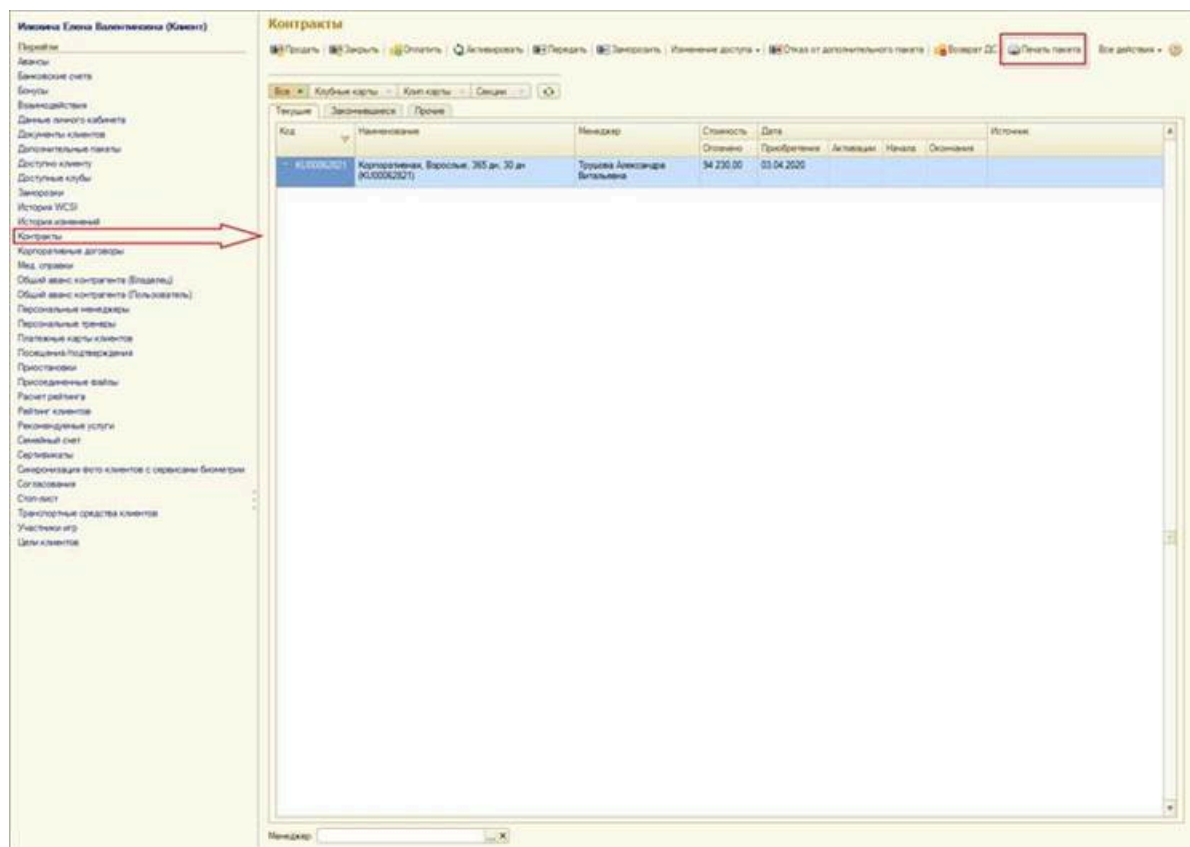 Елена Валентиновна (Клиент)
Перейти
Авансы
Банковские счета
Бонусы
Взаимодействия
Данные личного кабинета
Документы клиентов
Дополнительные пакеты
Доступно клиенту
Доступные клубы
Заморозки
История WCSI
История изменений
Контракты
Корпоративные договоры
Мед. справки
Общий аванс контрагента (Владелец)
Общий аванс контрагента (Пользователь)
Персональные менеджеры
Персональные тренеры
Платежные карты клиентов
Посещения/подтверждения
Приостановки
Присоединенные файлы
Расчет рейтинга
Рейтинг клиентов
Рекомендуемые услуги
Семейный счет
Сертификаты
Синхронизация фото клиентов с сервисами биометрии
Согласования
Стоп-лист
Транспортные средства клиентов
Участники игр
Цели клиентов
Контракты
Продать Закрыть Оплатить Активировать Передать Заморозить Изменение доступа Отказ от дополнительного пакета Возврат ДС Печать пакета Все действия
Все Клубные карты Комп карты Секции
Текущие Закончившиеся Прочие
Код Наименование Менеджер Стоимость Дата Источник
Оплачено Приобретения Активации Начала Окончания
KU00062821 Корпоративная, Взрослые, 365 дн, 30 дн Трушова Александра 94 230.00 03.04.2020
(KU00062821) Витальевна
Менеджер: ... X